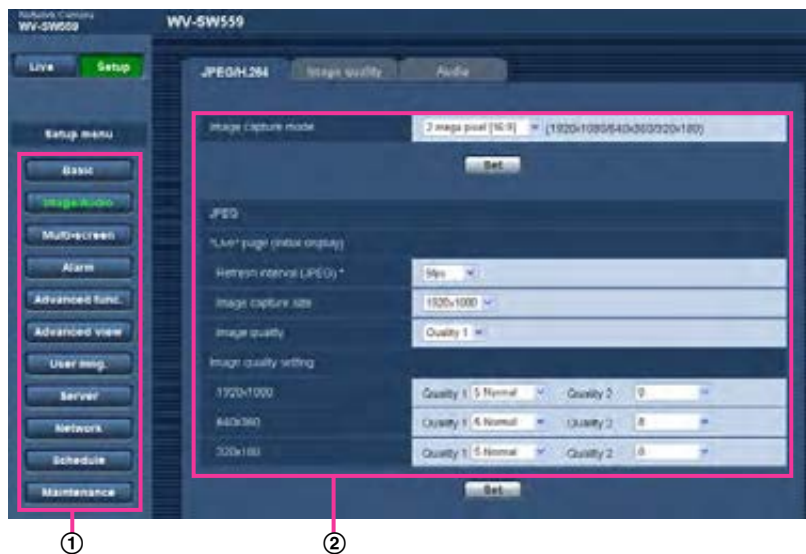 Network Camera
WV-SW559
WV-SW559
Live
Setup
JPEG/H.264
Image quality
Audio
Setup menu
Basic
Image/Audio
Multi-screen
Alarm
Advanced func.
Advanced view
User mng.
Server
Network
Schedule
Maintenance
Image capture mode
2 mega pixel [16:9]
(1920x1080/640x360/320x180)
Set
JPEG
"Live" page (Initial display)
Refresh interval (JPEG) *
5fps
Image capture size
1920x1080
Image quality
Quality 1
Image quality setting
1920x1080
Quality 1 5 Normal
Quality 2 8
640x360
Quality 1 6 Normal
Quality 2 8
320x180
Quality 1 5 Normal
Quality 2 8
Set
① ②